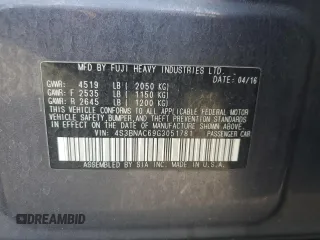 MFD BY FUJI HEAVY INDUSTRIES LTD.
DATE: 04/16
GVWR: 4519 LB ( 2050 KG)
GAWR: F 2535 LB ( 1150 KG)
GAWR: R 2645 LB ( 1200 KG)
THIS VEHICLE CONFORMS TO ALL APPLICABLE
FEDERAL MOTOR VEHICLE SAFETY, BUMPER, AND THEFT
PREVENTION STANDARDS IN EFFECT ON THE
DATE OF MANUFACTURE SHOWN ABOVE.
VIN: 4S3BNAC69G3051781 PASSENGER CAR
ASSEMBLED BY SIA INC. MADE IN U.S.A.
DREAMBID